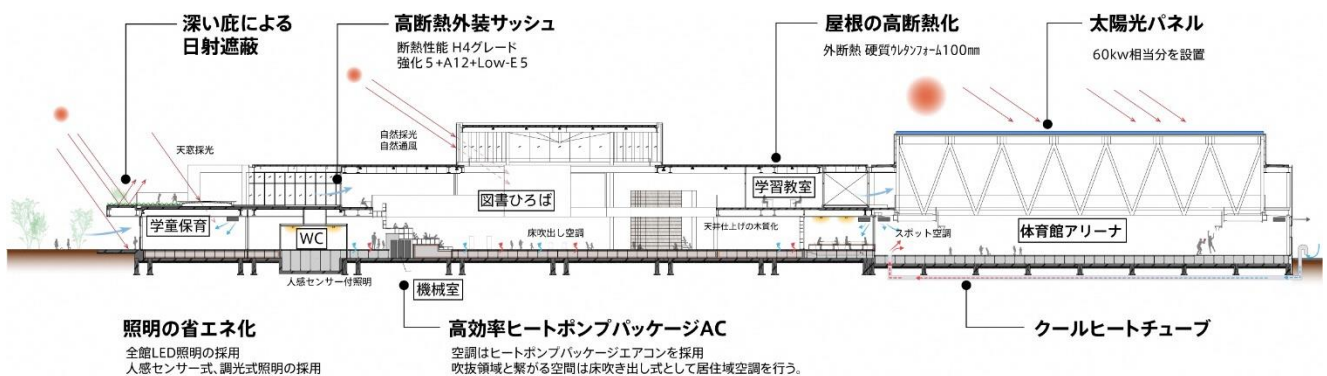 深い庇による
日射遮蔽
高断熱外装サッシュ
断熱性能 H4グレード
強化5+A12+Low-E5
屋根の高断熱化
外断熱 硬質ウレタンフォーム100㎜
太陽光パネル
60kw相当分を設置
天窓採光
自然採光
自然通風
学童保育
WC
図書ひろば
学習教室
床吹出し空調
天井仕上げの木質化
スポット空調
体育館アリーナ
人感センサー付照明
機械室
照明の省エネ化
全館LED照明の採用
人感センサー式、調光式照明の採用
高効率ヒートポンプパッケージAC
空調はヒートポンプパッケージエアコンを採用
吹抜領域と繋がる空間は床吹き出し式として居住域空調を行う。
クールヒートチューブ